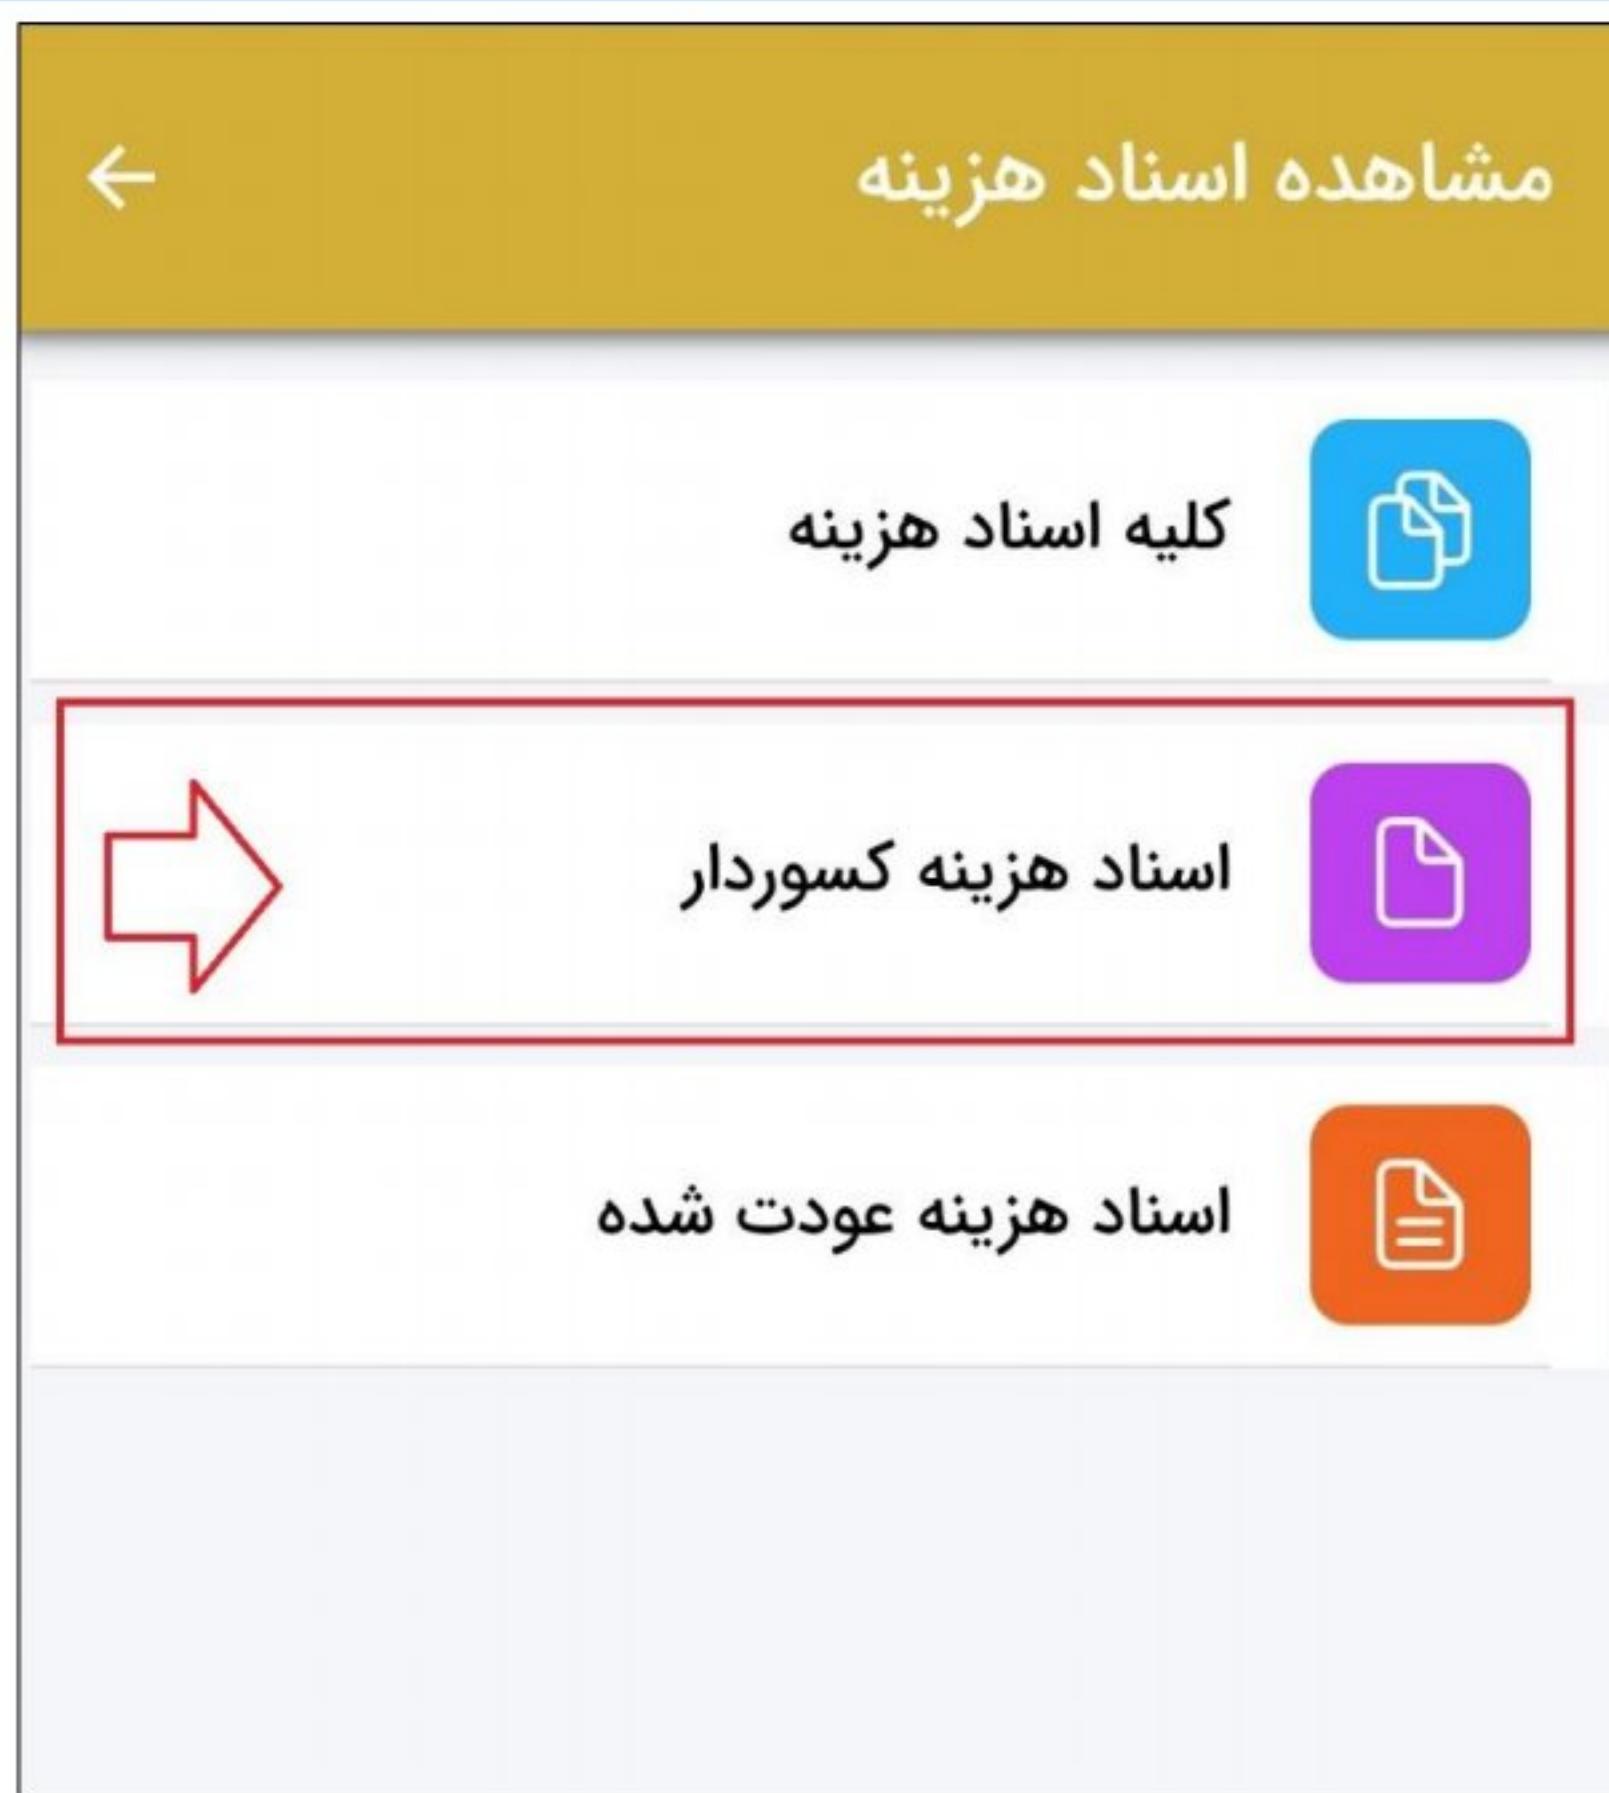 مشاهده اسناد هزینه
کلیه اسناد هزینه
اسناد هزینه کسوردار
اسناد هزینه عودت شده